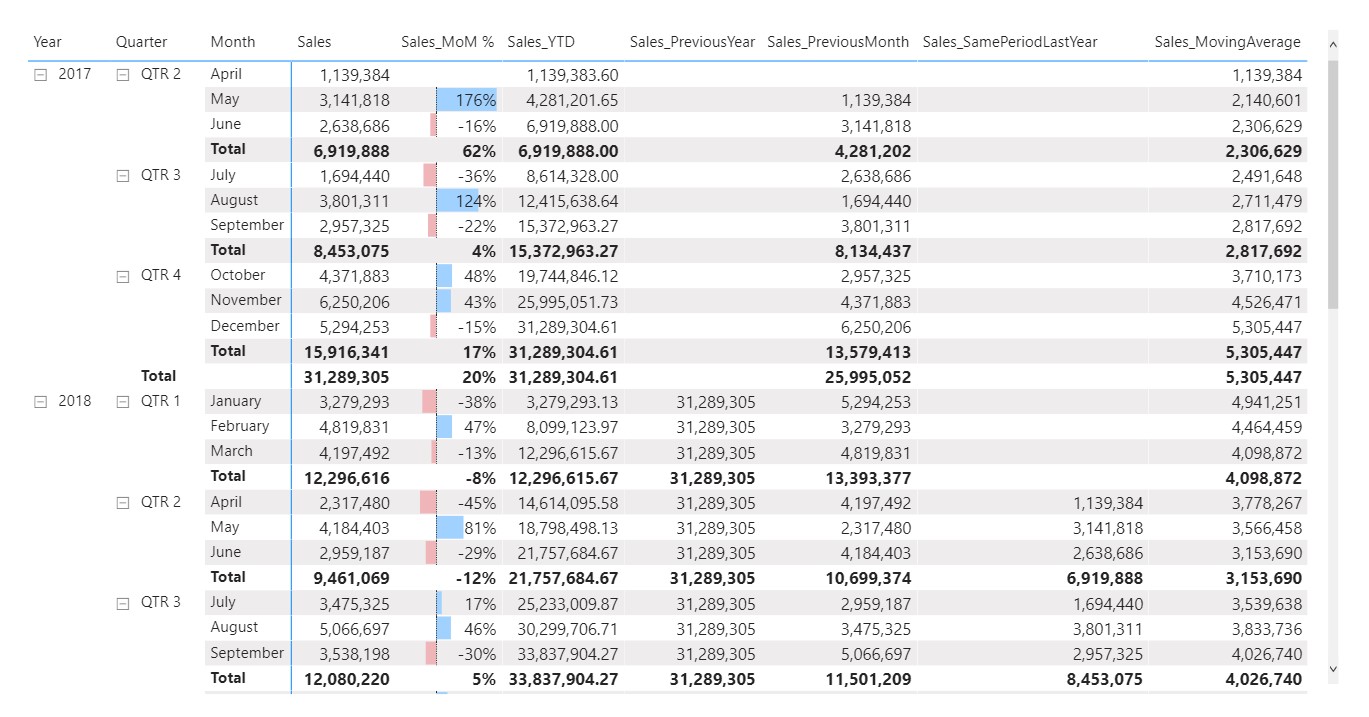 Year Quarter Month Sales Sales_MoM % Sales_YTD Sales_PreviousYear Sales_PreviousMonth Sales_SamePeriodLastYear Sales_MovingAverage
2017 QTR 2 April 1,139,384 1,139,383.60 1,139,384
May 3,141,818 176% 4,281,201.65 1,139,384 2,140,601
June 2,638,686 -16% 6,919,888.00 3,141,818 2,306,629
Total 6,919,888 62% 6,919,888.00 4,281,202 2,306,629
QTR 3 July 1,694,440 -36% 8,614,328.00 2,638,686 2,491,648
August 3,801,311 124% 12,415,638.64 1,694,440 2,711,479
September 2,957,325 -22% 15,372,963.27 3,801,311 2,817,692
Total 8,453,075 4% 15,372,963.27 8,134,437 2,817,692
QTR 4 October 4,371,883 48% 19,744,846.12 2,957,325 3,710,173
November 6,250,206 43% 25,995,051.73 4,371,883 4,526,471
December 5,294,253 -15% 31,289,304.61 6,250,206 5,305,447
Total 15,916,341 17% 31,289,304.61 13,579,413 5,305,447
Total 31,289,305 20% 31,289,304.61 25,995,052 5,305,447
2018 QTR 1 January 3,279,293 -38% 3,279,293.13 31,289,305 5,294,253 4,941,251
February 4,819,831 47% 8,099,123.97 31,289,305 3,279,293 4,464,459
March 4,197,492 -13% 12,296,615.67 31,289,305 4,819,831 4,098,872
Total 12,296,616 -8% 12,296,615.67 31,289,305 13,393,377 4,098,872
QTR 2 April 2,317,480 -45% 14,614,095.58 31,289,305 4,197,492 1,139,384 3,778,267
May 4,184,403 81% 18,798,498.13 31,289,305 2,317,480 3,141,818 3,566,458
June 2,959,187 -29% 21,757,684.67 31,289,305 4,184,403 2,638,686 3,153,690
Total 9,461,069 -12% 21,757,684.67 31,289,305 10,699,374 6,919,888 3,153,690
QTR 3 July 3,475,325 17% 25,233,009.87 31,289,305 2,959,187 1,694,440 3,539,638
August 5,066,697 46% 30,299,706.71 31,289,305 3,475,325 3,801,311 3,833,736
September 3,538,198 -30% 33,837,904.27 31,289,305 5,066,697 2,957,325 4,026,740
Total 12,080,220 5% 33,837,904.27 31,289,305 11,501,209 8,453,075 4,026,740